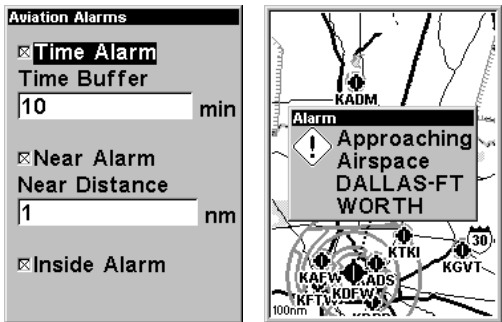 Aviation Alarms
Time Alarm
Time Buffer
10 min
Near Alarm
Near Distance
1 nm
Inside Alarm
KADM
Alarm
Approaching
Airspace
DALLAS-FT
WORTH
30
KTKI
KGVT
KAFW KADS
KFTW KDFW
100nm